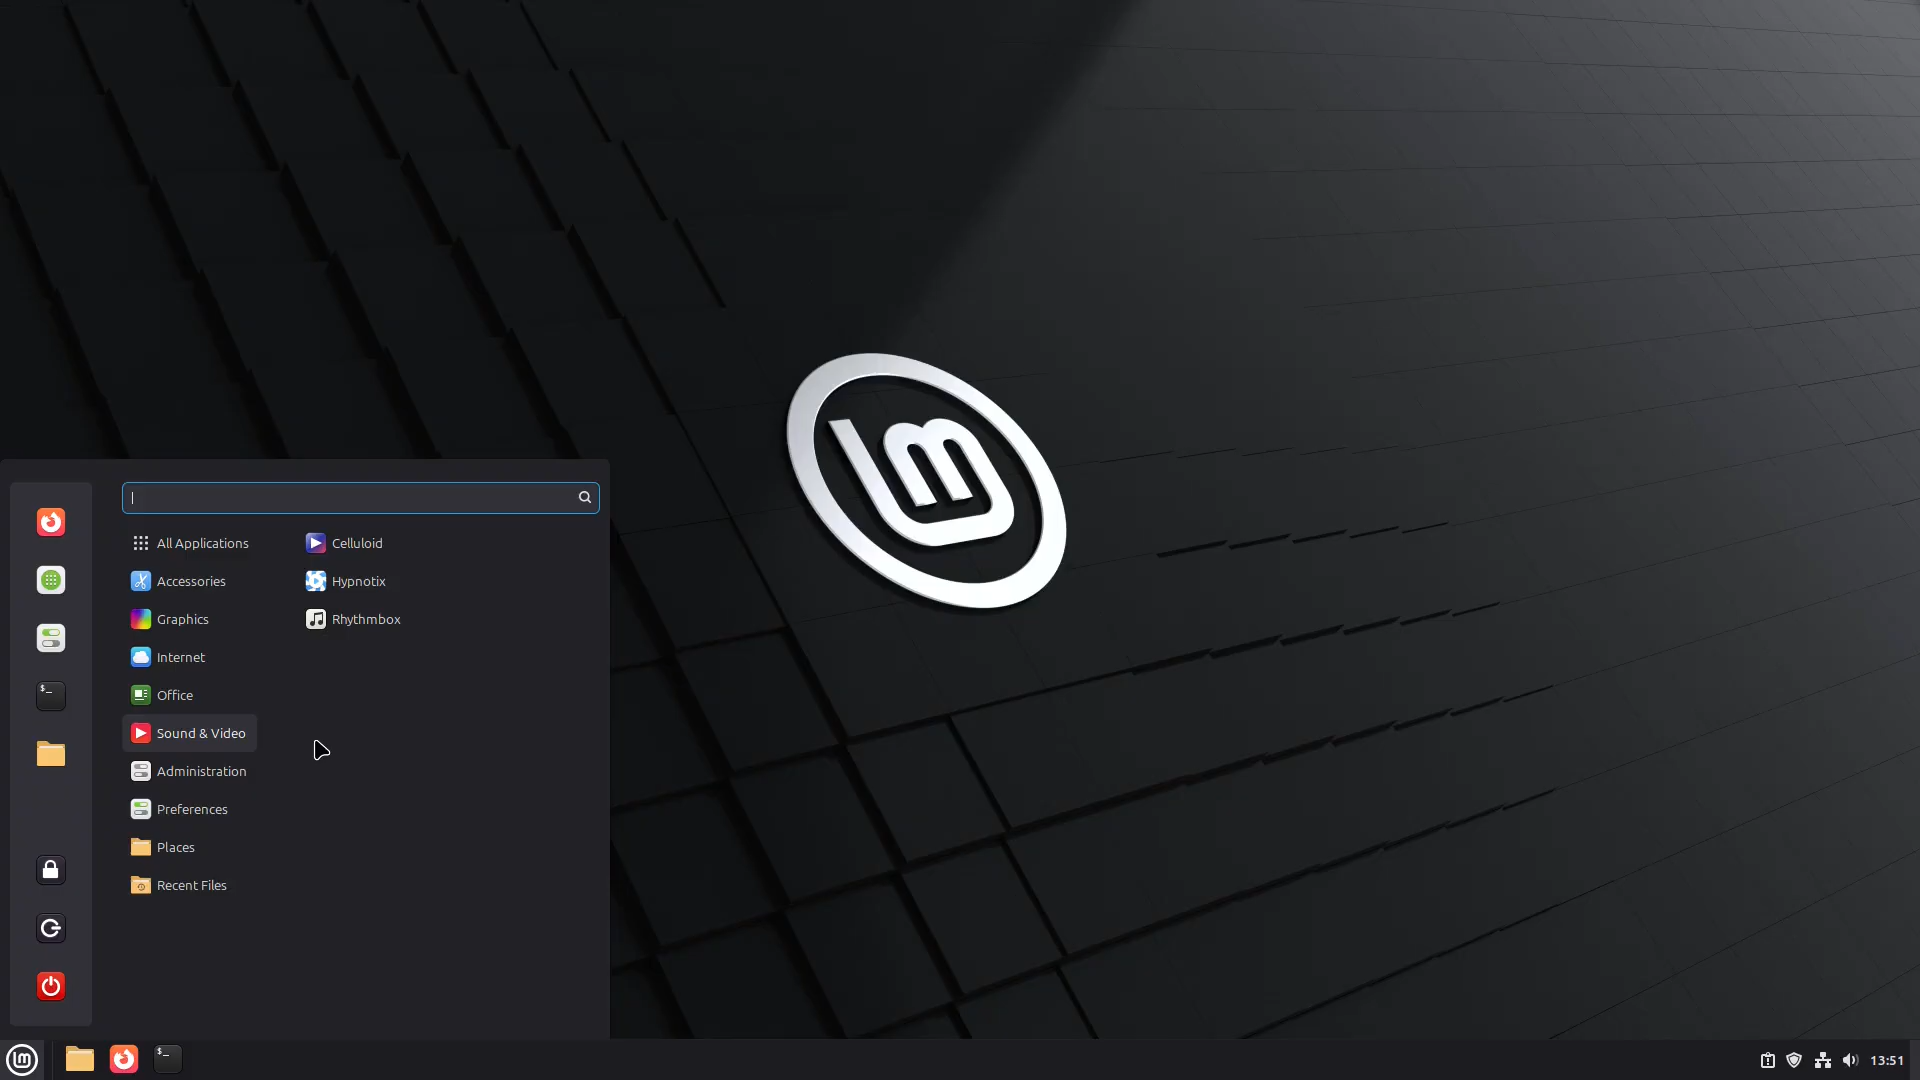 All Applications
Celluloid
Accessories
Hypnotix
Graphics
Rhythmbox
Internet
Office
Sound & Video
Administration
Preferences
Places
Recent Files
13:51